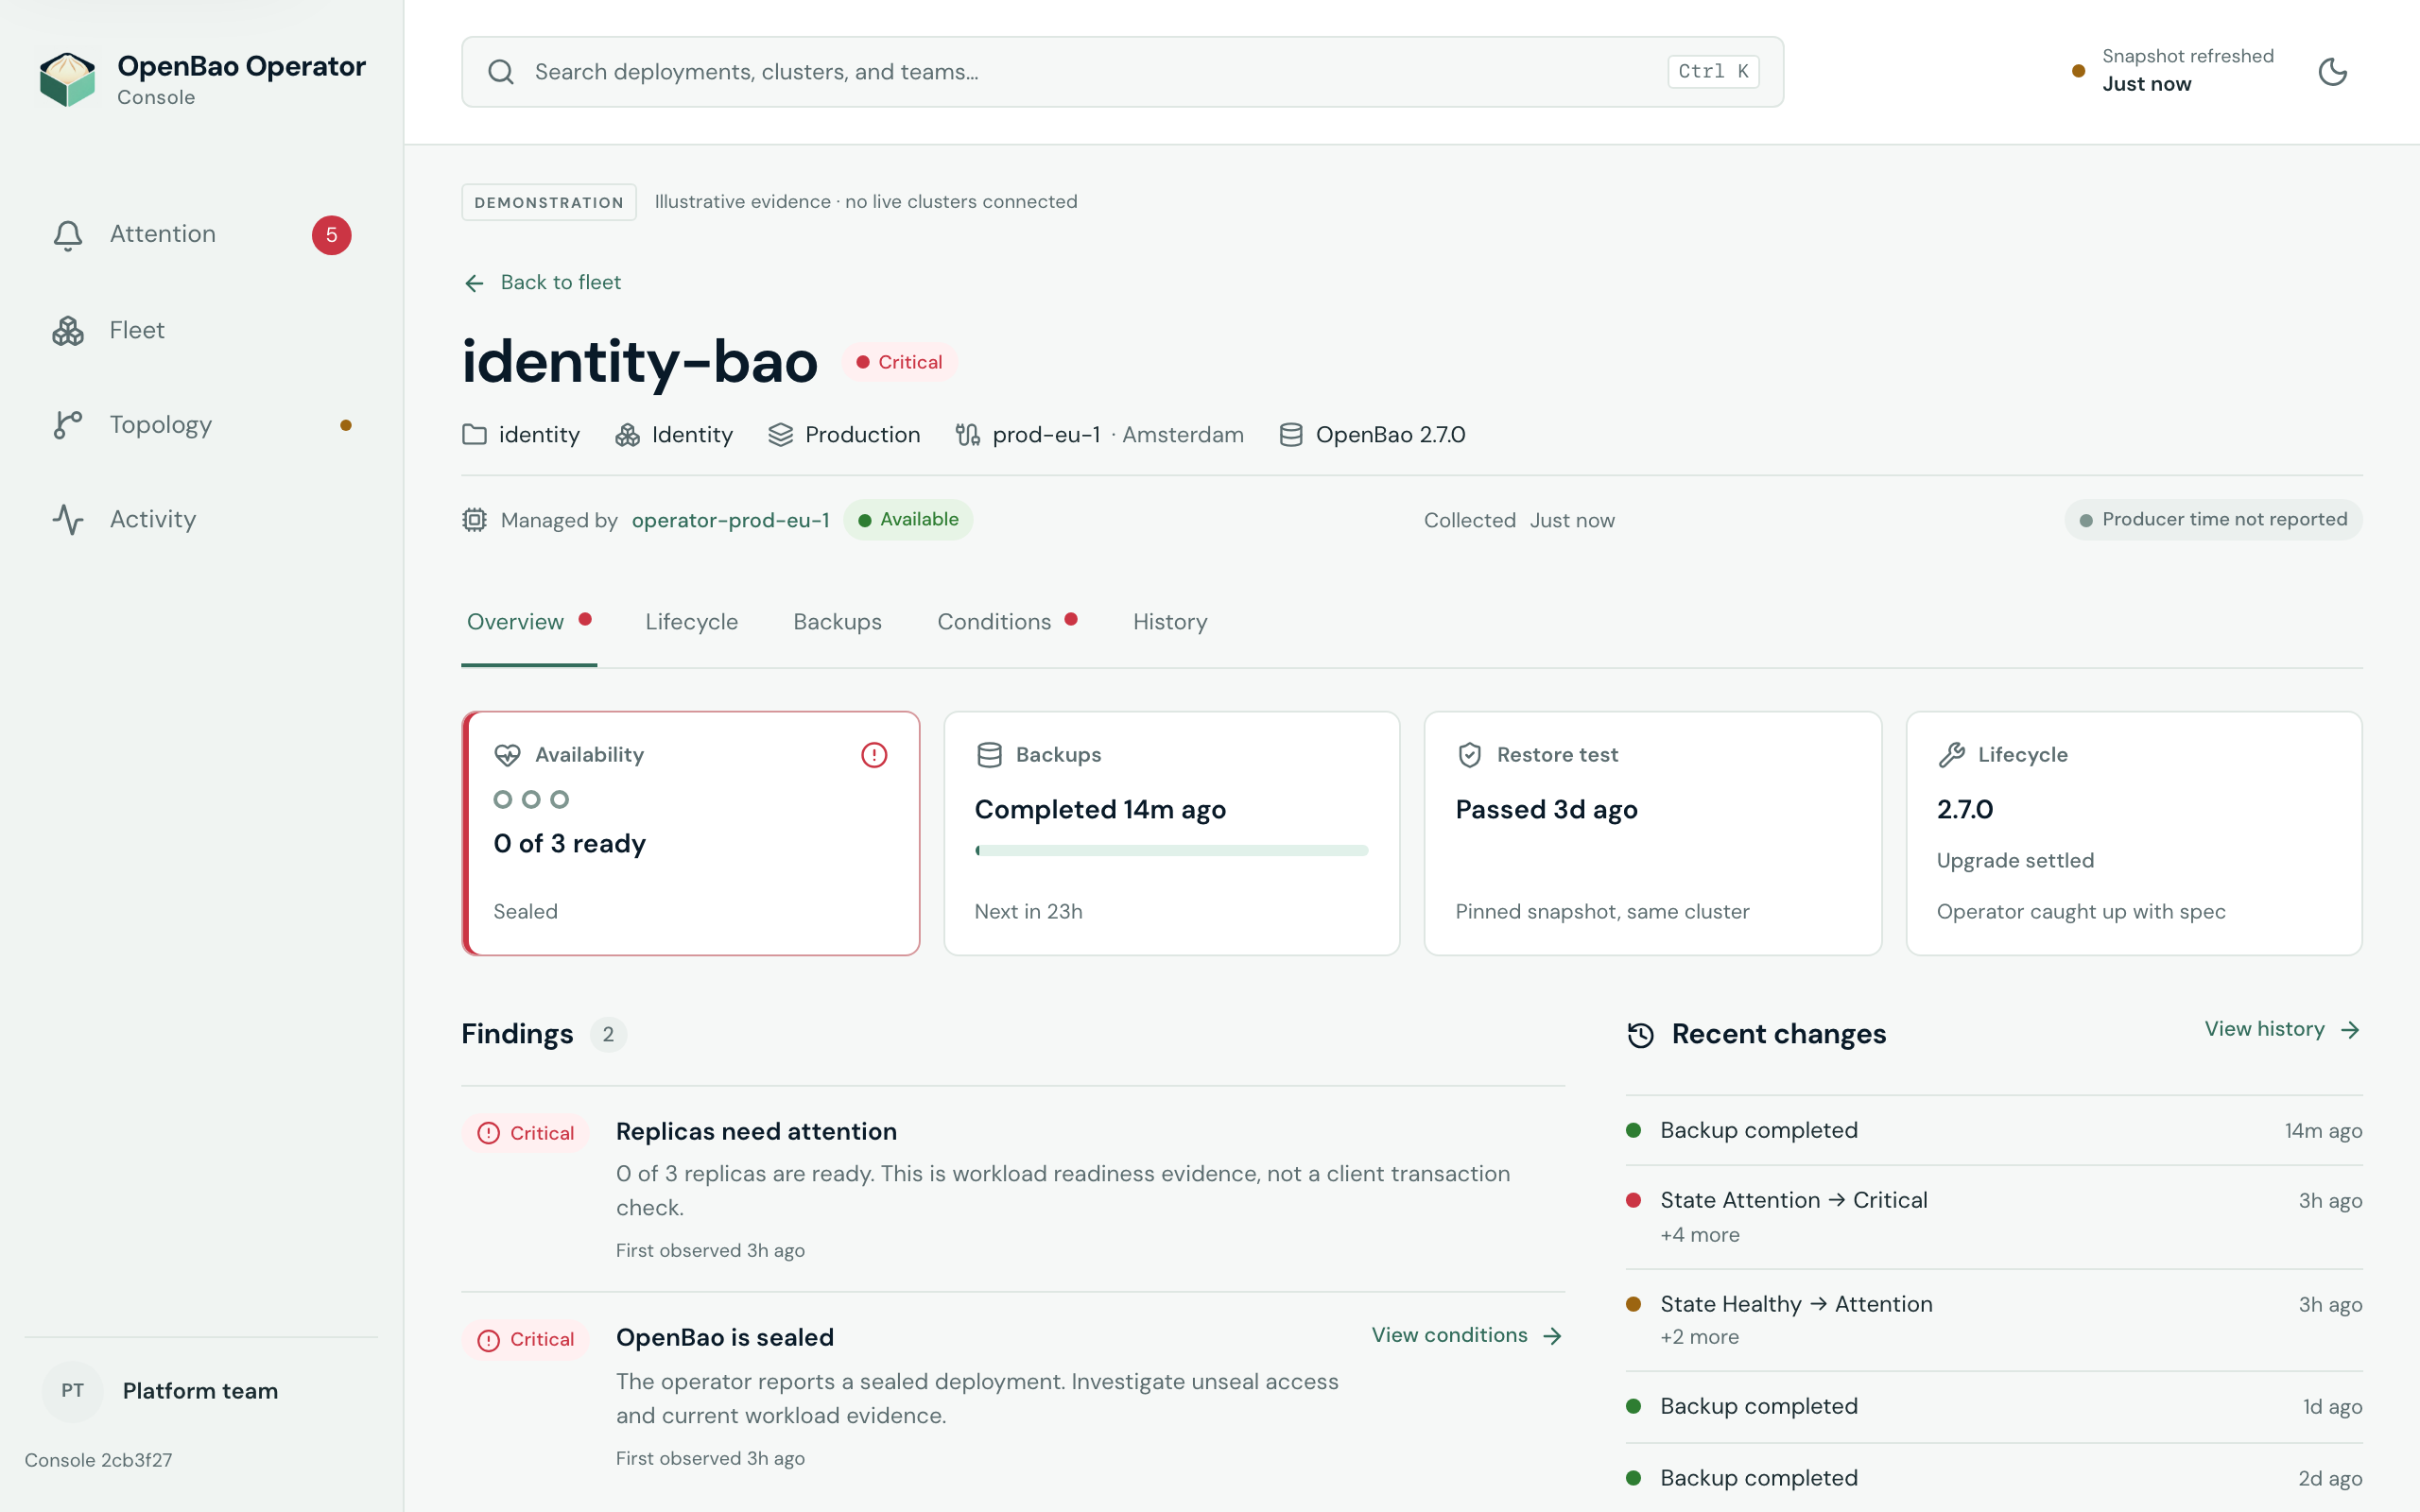 OpenBao Operator
Console
Search deployments, clusters, and teams...
Ctrl K
Snapshot refreshed
Just now
Attention
5
Fleet
Topology
Activity
DEMONSTRATION
Illustrative evidence · no live clusters connected
Back to fleet
identity-bao
Critical
identity
Identity
Production
prod-eu-1 · Amsterdam
OpenBao 2.7.0
Managed by operator-prod-eu-1
Available
Collected Just now
Producer time not reported
Overview
Lifecycle
Backups
Conditions
History
Availability
0 of 3 ready
Sealed
Backups
Completed 14m ago
Next in 23h
Restore test
Passed 3d ago
Pinned snapshot, same cluster
Lifecycle
2.7.0
Upgrade settled
Operator caught up with spec
Findings 2
Critical
Replicas need attention
0 of 3 replicas are ready. This is workload readiness evidence, not a client transaction
check.
First observed 3h ago
Critical
OpenBao is sealed
View conditions →
The operator reports a sealed deployment. Investigate unseal access
and current workload evidence.
First observed 3h ago
Recent changes
View history →
Backup completed
14m ago
State Attention → Critical
3h ago
+4 more
State Healthy → Attention
3h ago
+2 more
Backup completed
1d ago
Backup completed
2d ago
PT
Platform team
Console 2cb3f27